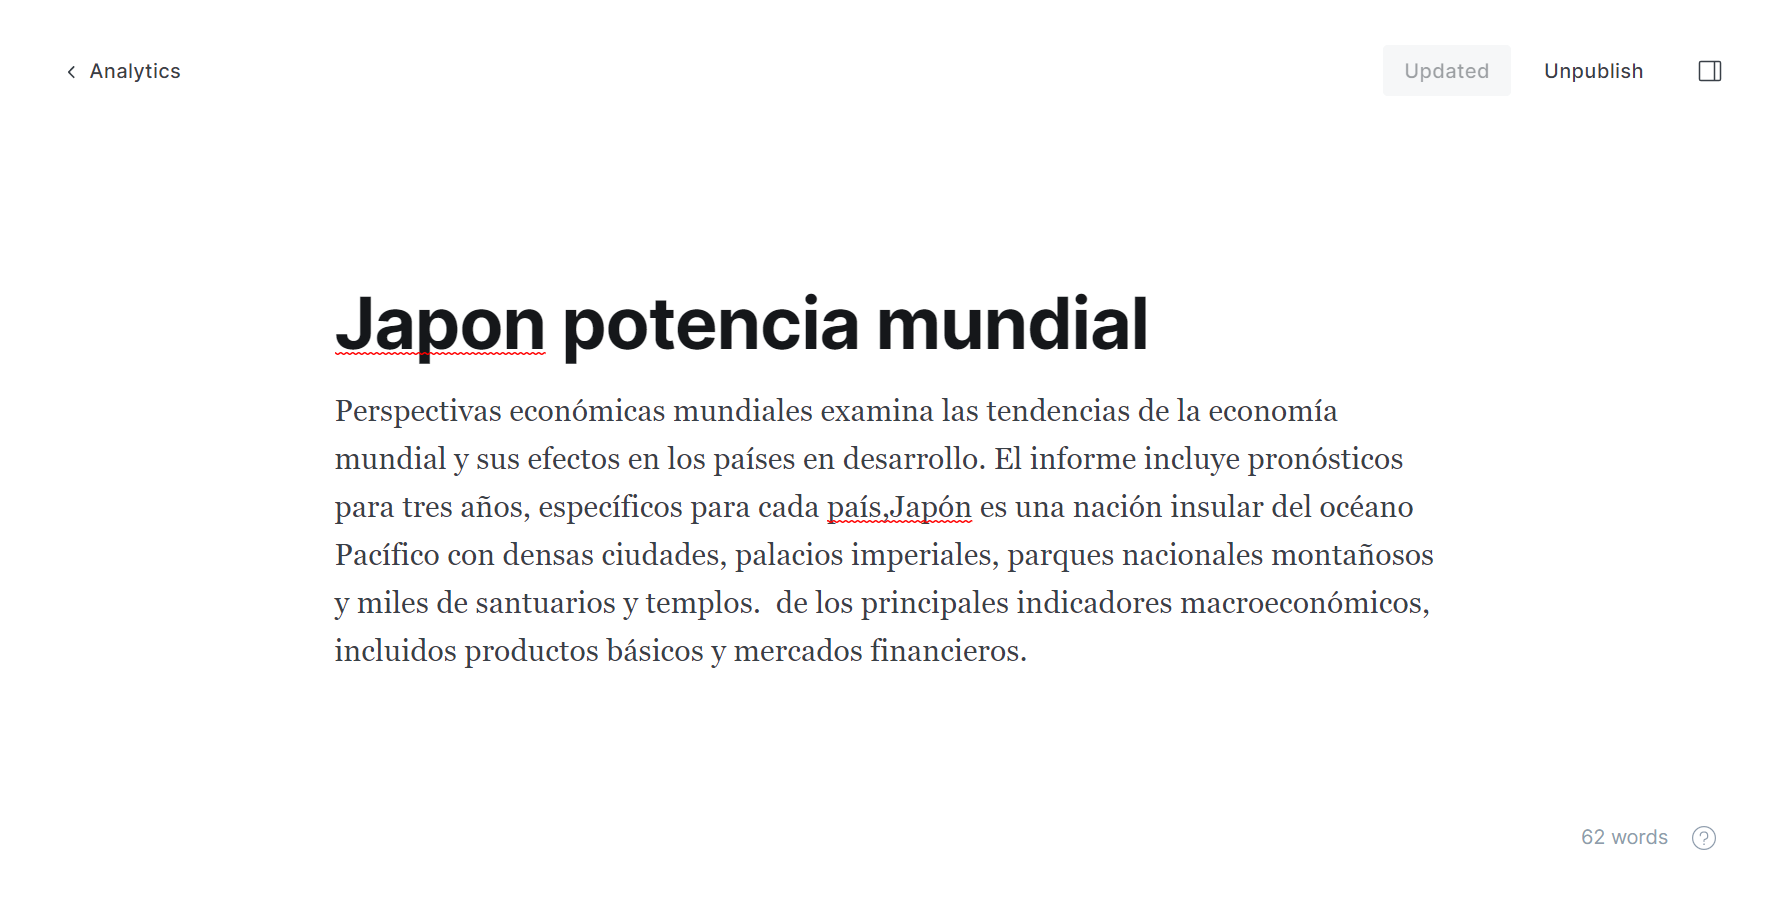 Analytics
Updated
Unpublish
Japon potencia mundial
Perspectivas económicas mundiales examina las tendencias de la economía
mundial y sus efectos en los países en desarrollo. El informe incluye pronósticos
para tres años, específicos para cada país,Japón es una nación insular del océano
Pacífico con densas ciudades, palacios imperiales, parques nacionales montañosos
y miles de santuarios y templos.  de los principales indicadores macroeconómicos,
incluidos productos básicos y mercados financieros.
62 words
?